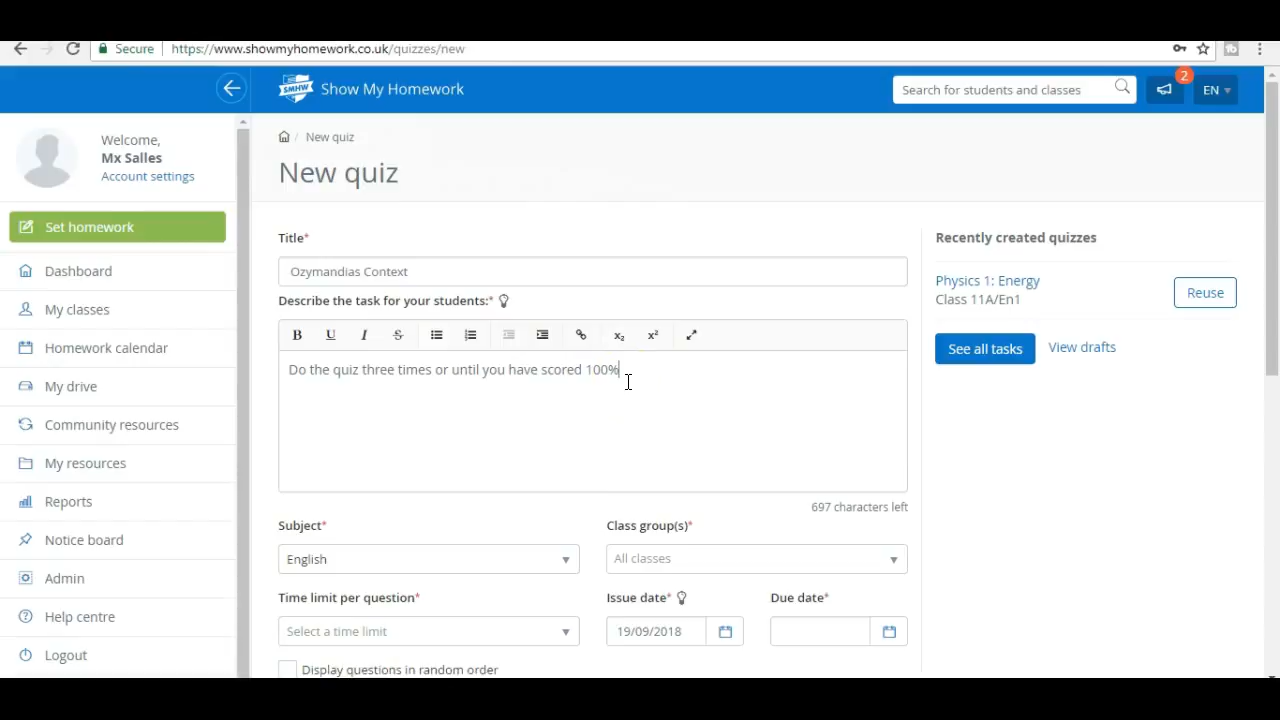 Secure https://www.showmyhomework.co.uk/quizzes/new
SMHW Show My Homework
Search for students and classes
2
EN
Welcome,
Mx Salles
Account settings
Set homework
Dashboard
My classes
Homework calendar
My drive
Community resources
My resources
Reports
Notice board
Admin
Help centre
Logout
/ New quiz
New quiz
Title*
Ozymandias Context
Describe the task for your students:*
B U I S x₂ x²
Do the quiz three times or until you have scored 100%
697 characters left
Subject*
English
Class group(s)*
All classes
Time limit per question*
Select a time limit
Issue date*
19/09/2018
Due date*
Display questions in random order
Recently created quizzes
Physics 1: Energy
Class 11A/En1
Reuse
See all tasks
View drafts